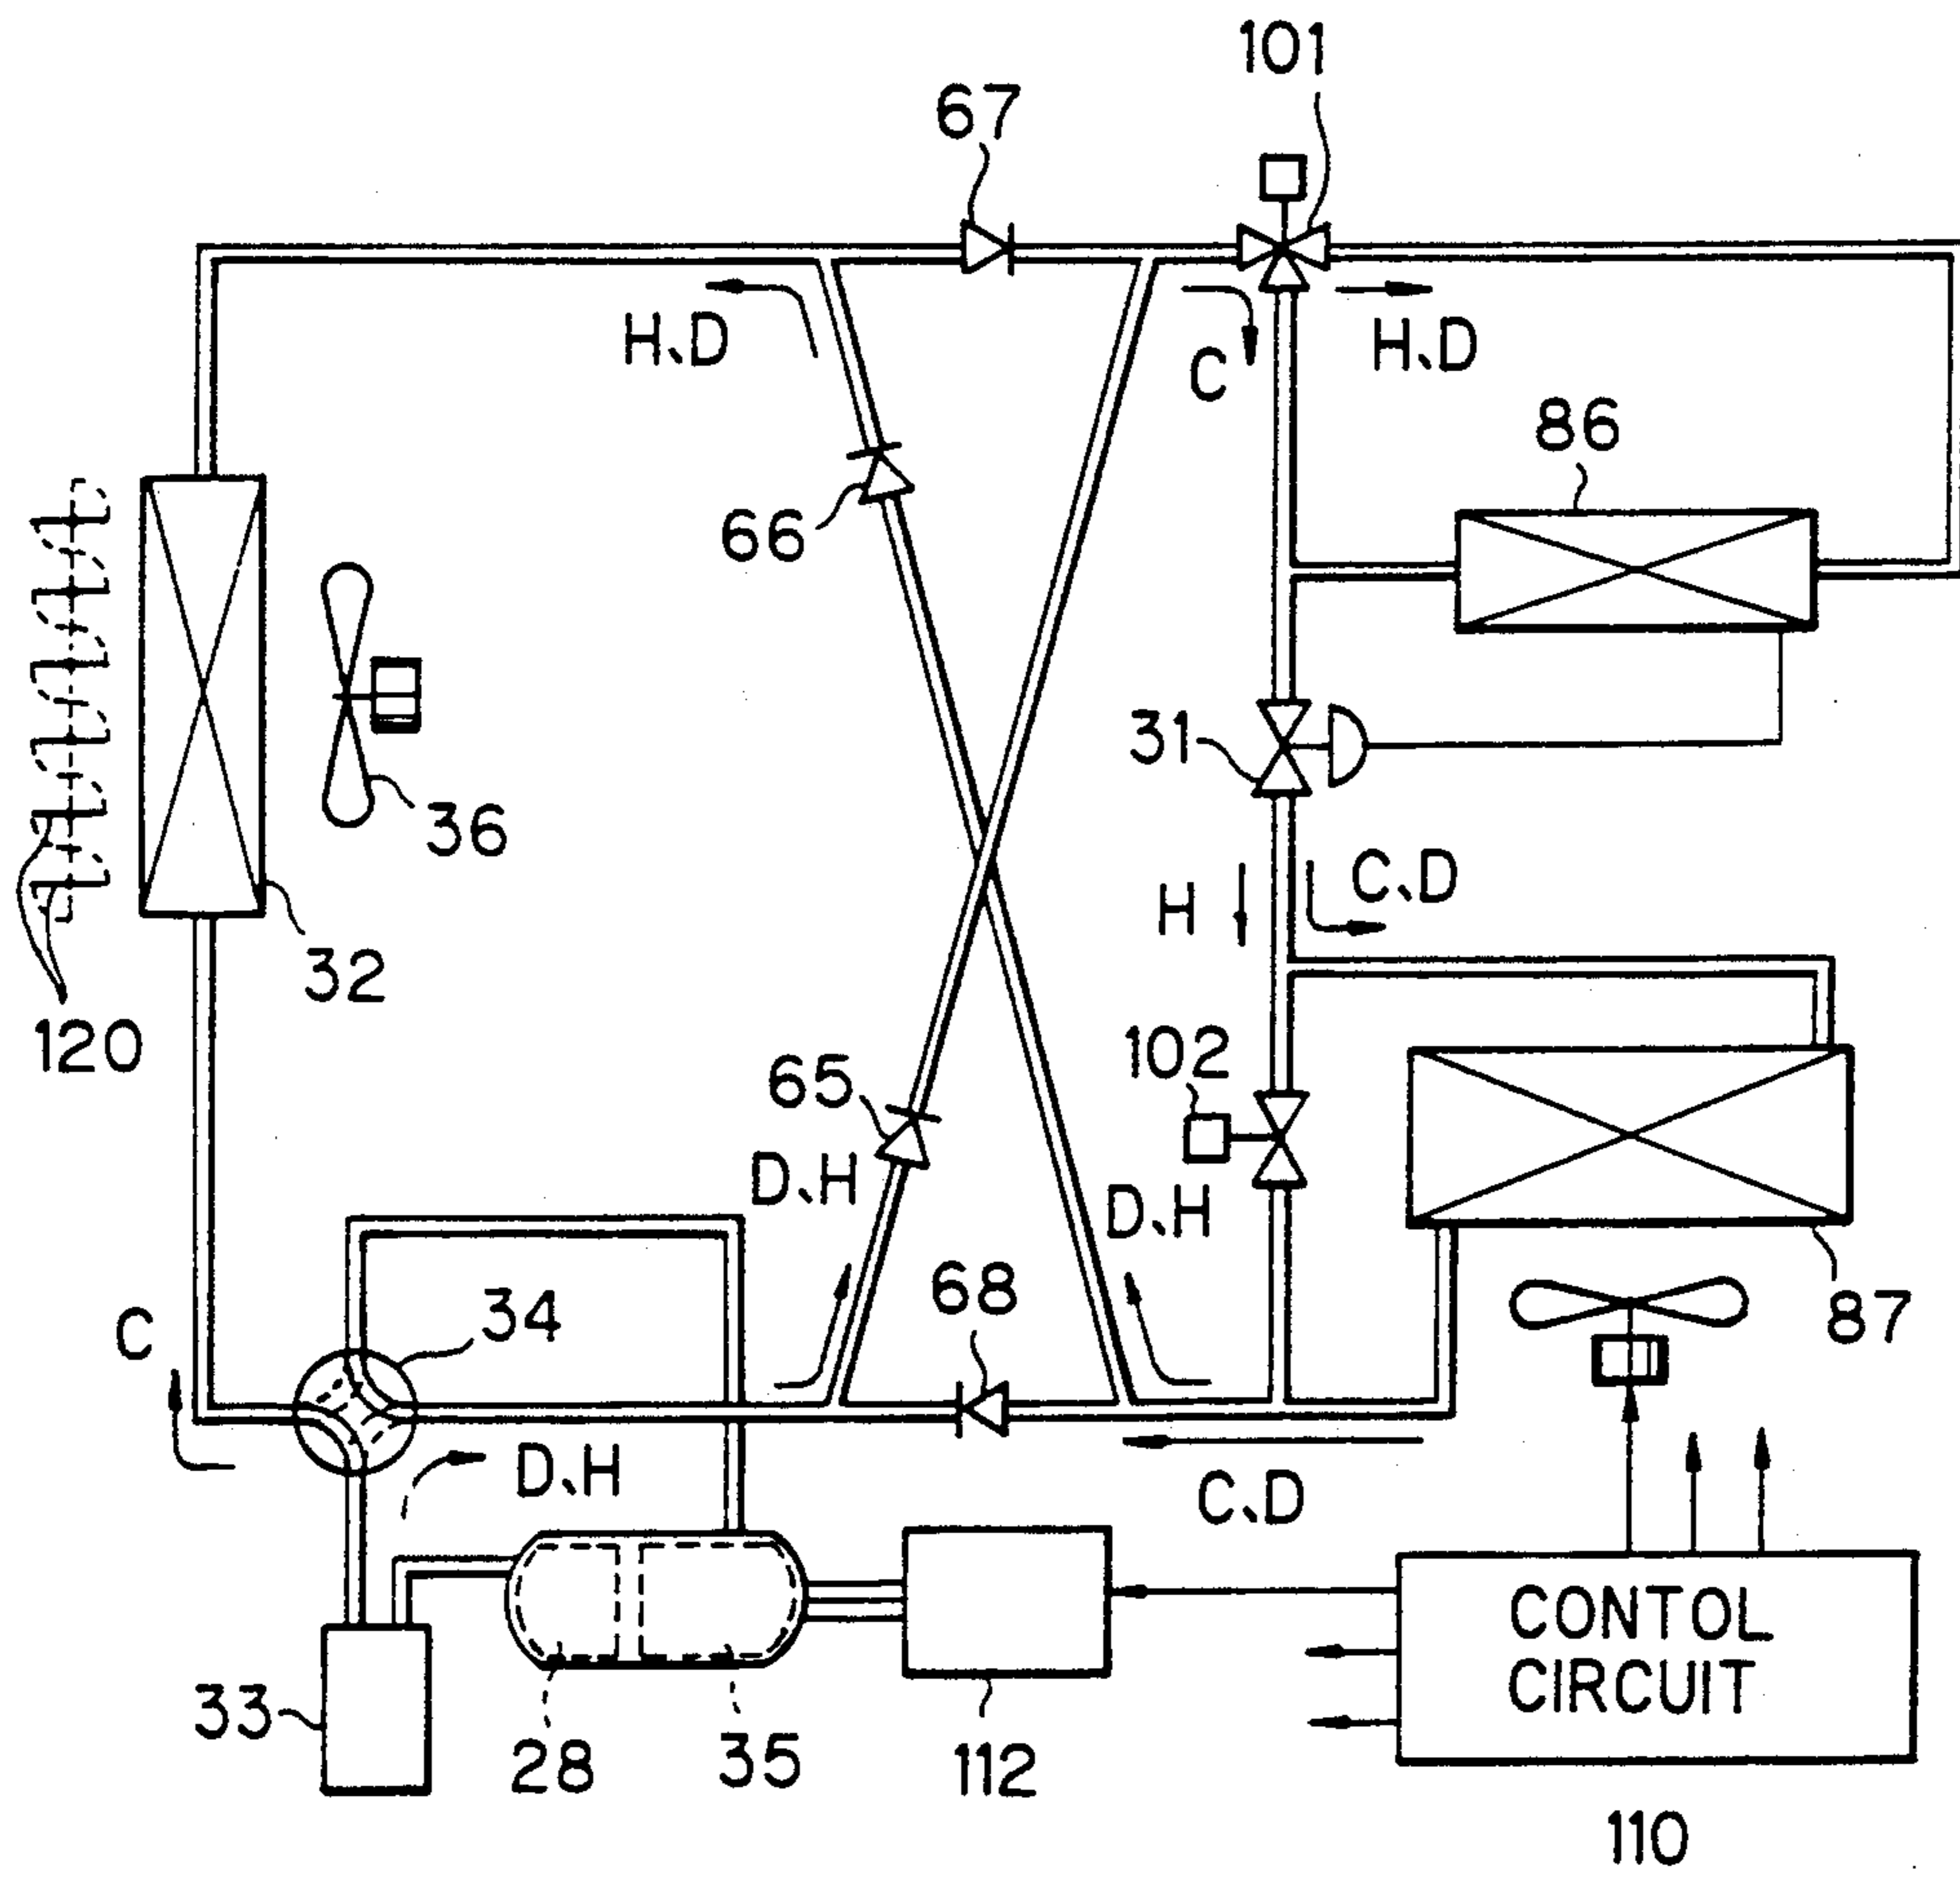 101
67
H、D
C
H、D
86
66
31
36
C、D
H
32
102
120
65
D、H
D、H
34
68
C
87
D、H
C、D
CONTOL
CIRCUIT
33
28
35
112
110